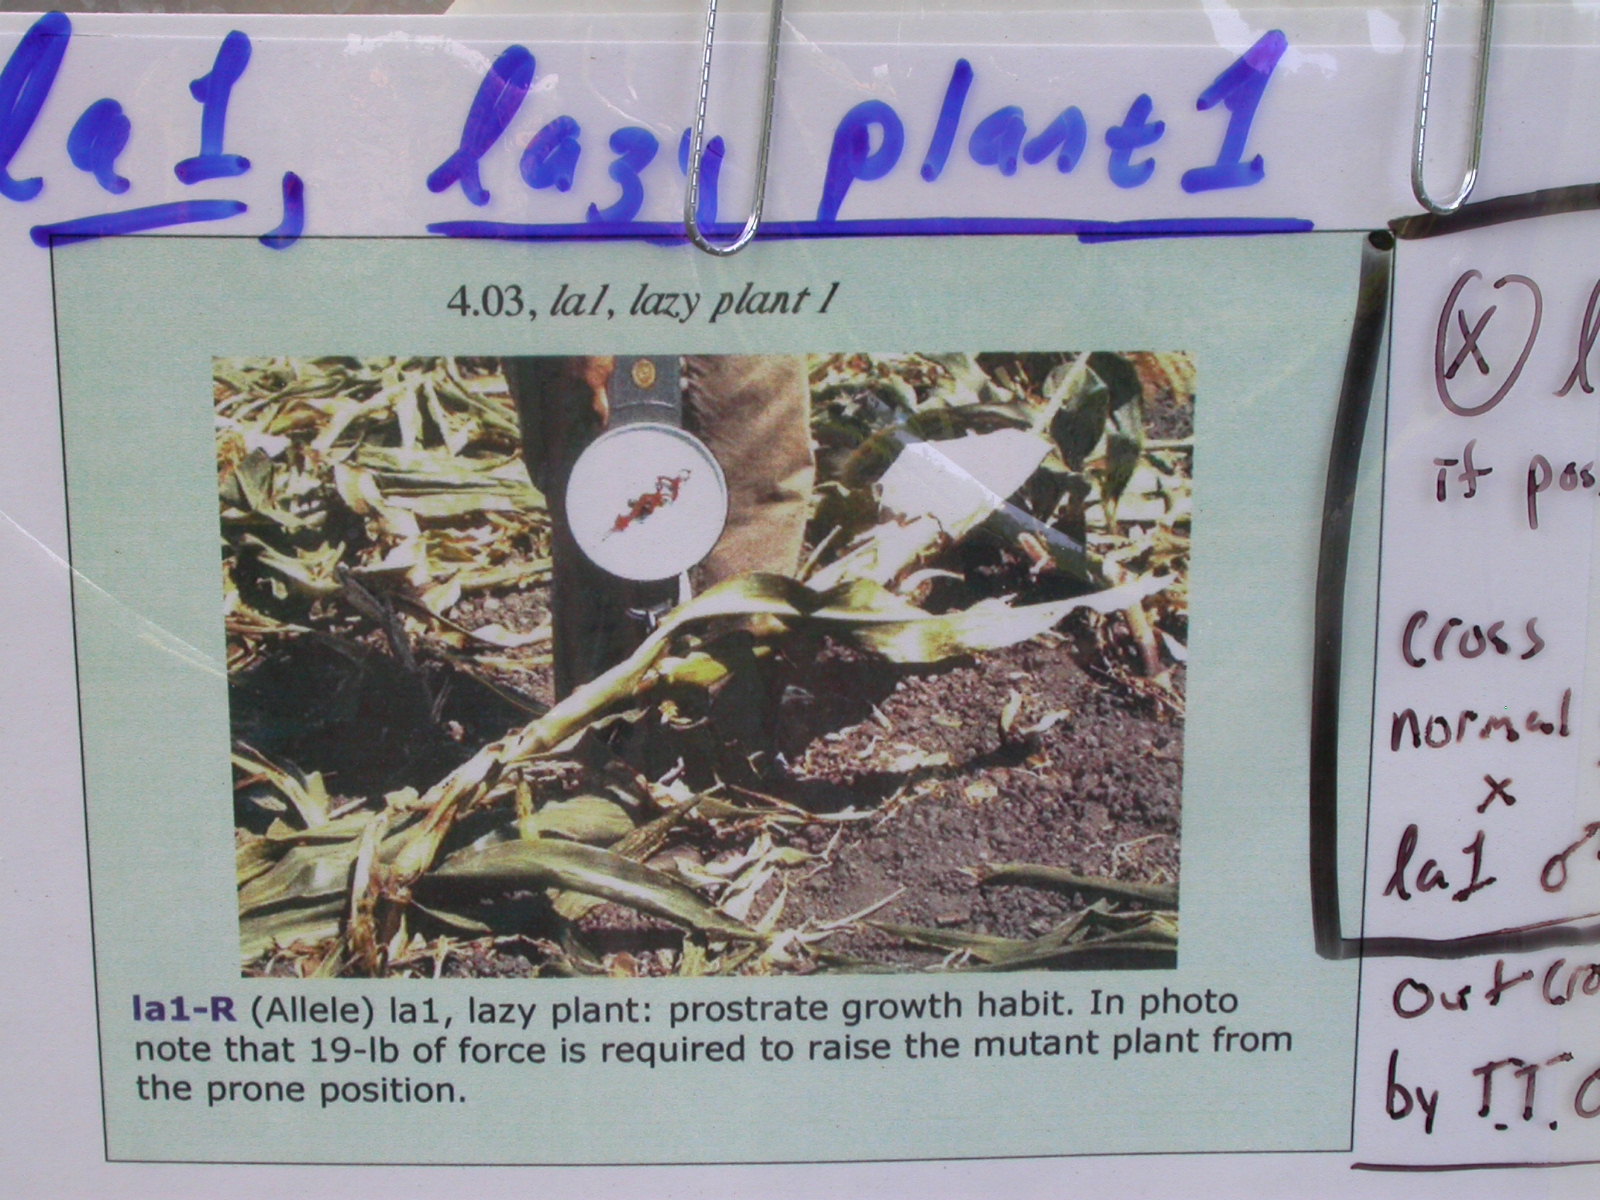 la1, lazy plant1
4.03, la1, lazy plant 1
la1-R (Allele) la1, lazy plant: prostrate growth habit. In photo
note that 19-lb of force is required to raise the mutant plant from
the prone position.
X
if
cross
normal
x
la1 ♂
by